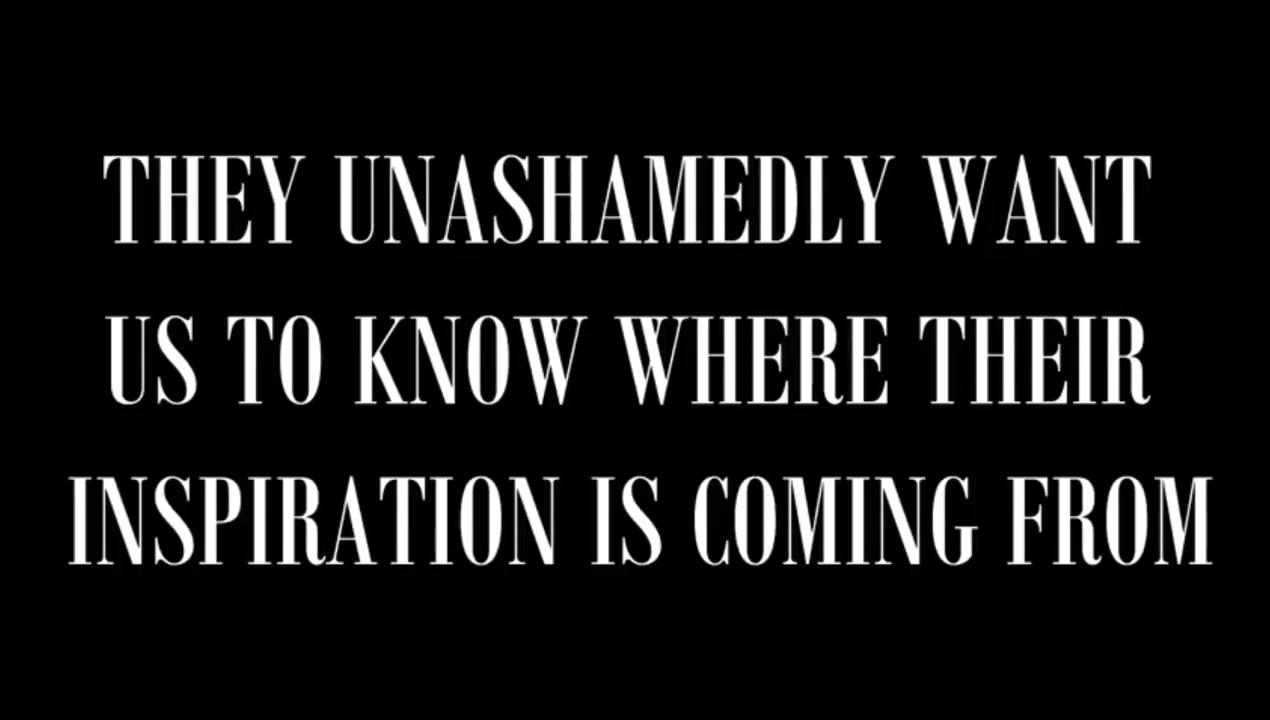 THEY UNASHAMEDLY WANT
US TO KNOW WHERE THEIR
INSPIRATION IS COMING FROM